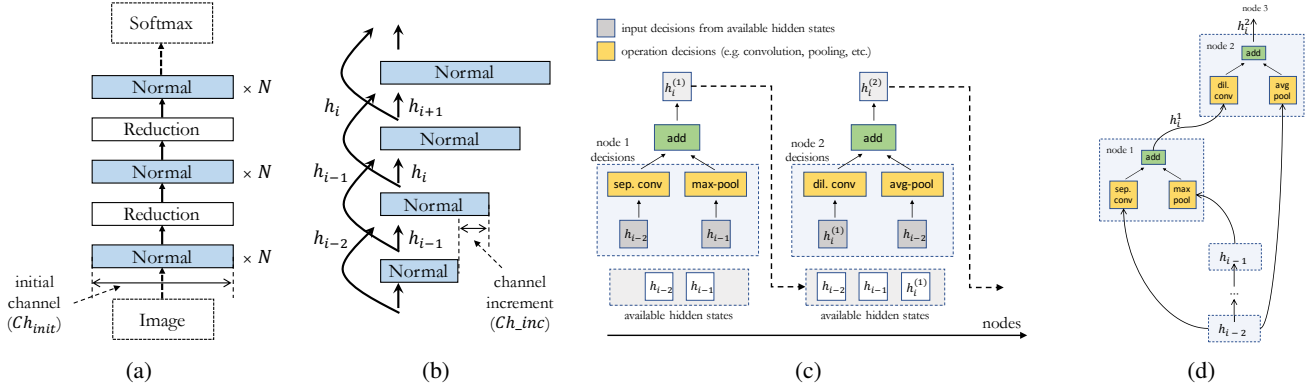 Softmax
Normal × N
Reduction
Normal × N
Reduction
Normal × N
initial
channel
(Ch_{init})
Image
(a)
Normal
h_i
h_{i+1}
Normal
h_{i-1}
h_i
Normal
h_{i-2}
h_{i-1}
Normal
channel
increment
(Ch_inc)
(b)
input decisions from available hidden states
operation decisions (e.g. convolution, pooling, etc.)
h_i^{(1)}
h_i^{(2)}
add
add
node 1
decisions
node 2
decisions
sep. conv
max-pool
dil. conv
avg-pool
h_{i-2}
h_{i-1}
h_i^{(1)}
h_{i-2}
h_{i-2}
h_{i-1}
h_{i-2}
h_{i-1}
h_i^{(1)}
available hidden states
available hidden states
nodes
(c)
node 3
h_i^2
node 2
add
dil.
conv
avg
pool
h_i^1
node 1
add
sep.
conv
max
pool
h_{i-1}
...
h_{i-2}
(d)